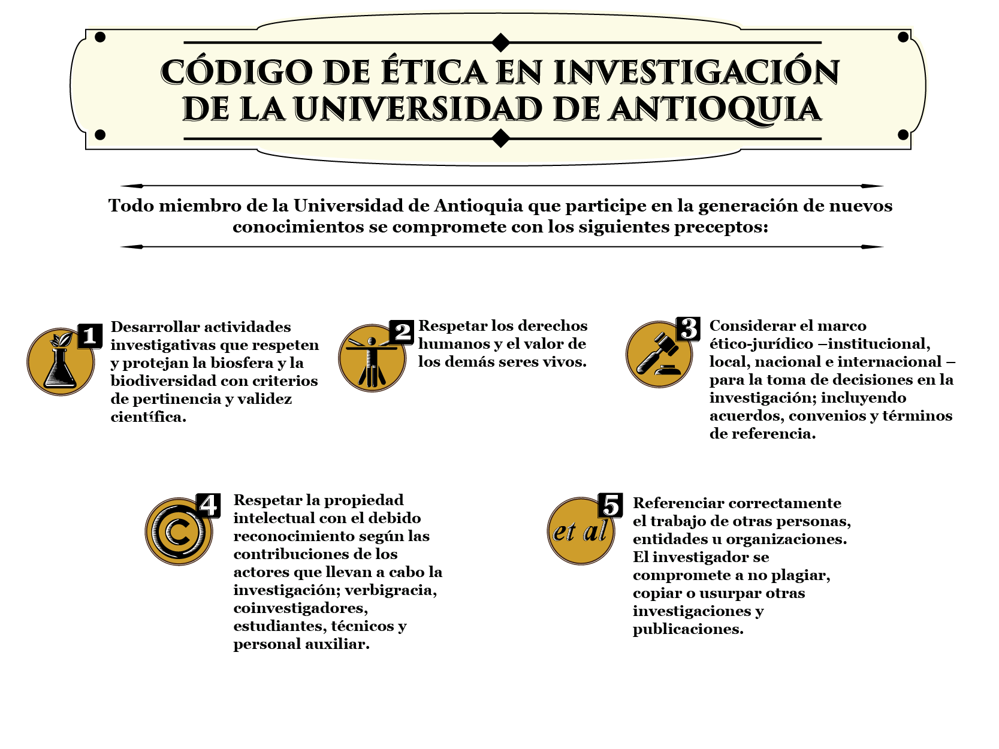 CÓDIGO DE ÉTICA EN INVESTIGACIÓN
DE LA UNIVERSIDAD DE ANTIOQUIA
Todo miembro de la Universidad de Antioquia que participe en la generación de nuevos
conocimientos se compromete con los siguientes preceptos:
1
Desarrollar actividades
investigativas que respeten
y protejan la biosfera y la
biodiversidad con criterios
de pertinencia y validez
científica.
2
Respetar los derechos
humanos y el valor de
los demás seres vivos.
3
Considerar el marco
ético-jurídico –institucional,
local, nacional e internacional –
para la toma de decisiones en la
investigación; incluyendo
acuerdos, convenios y términos
de referencia.
4
C
Respetar la propiedad
intelectual con el debido
reconocimiento según las
contribuciones de los
actores que llevan a cabo la
investigación; verbigracia,
coinvestigadores,
estudiantes, técnicos y
personal auxiliar.
5
et al
Referenciar correctamente
el trabajo de otras personas,
entidades u organizaciones.
El investigador se
compromete a no plagiar,
copiar o usurpar otras
investigaciones y
publicaciones.